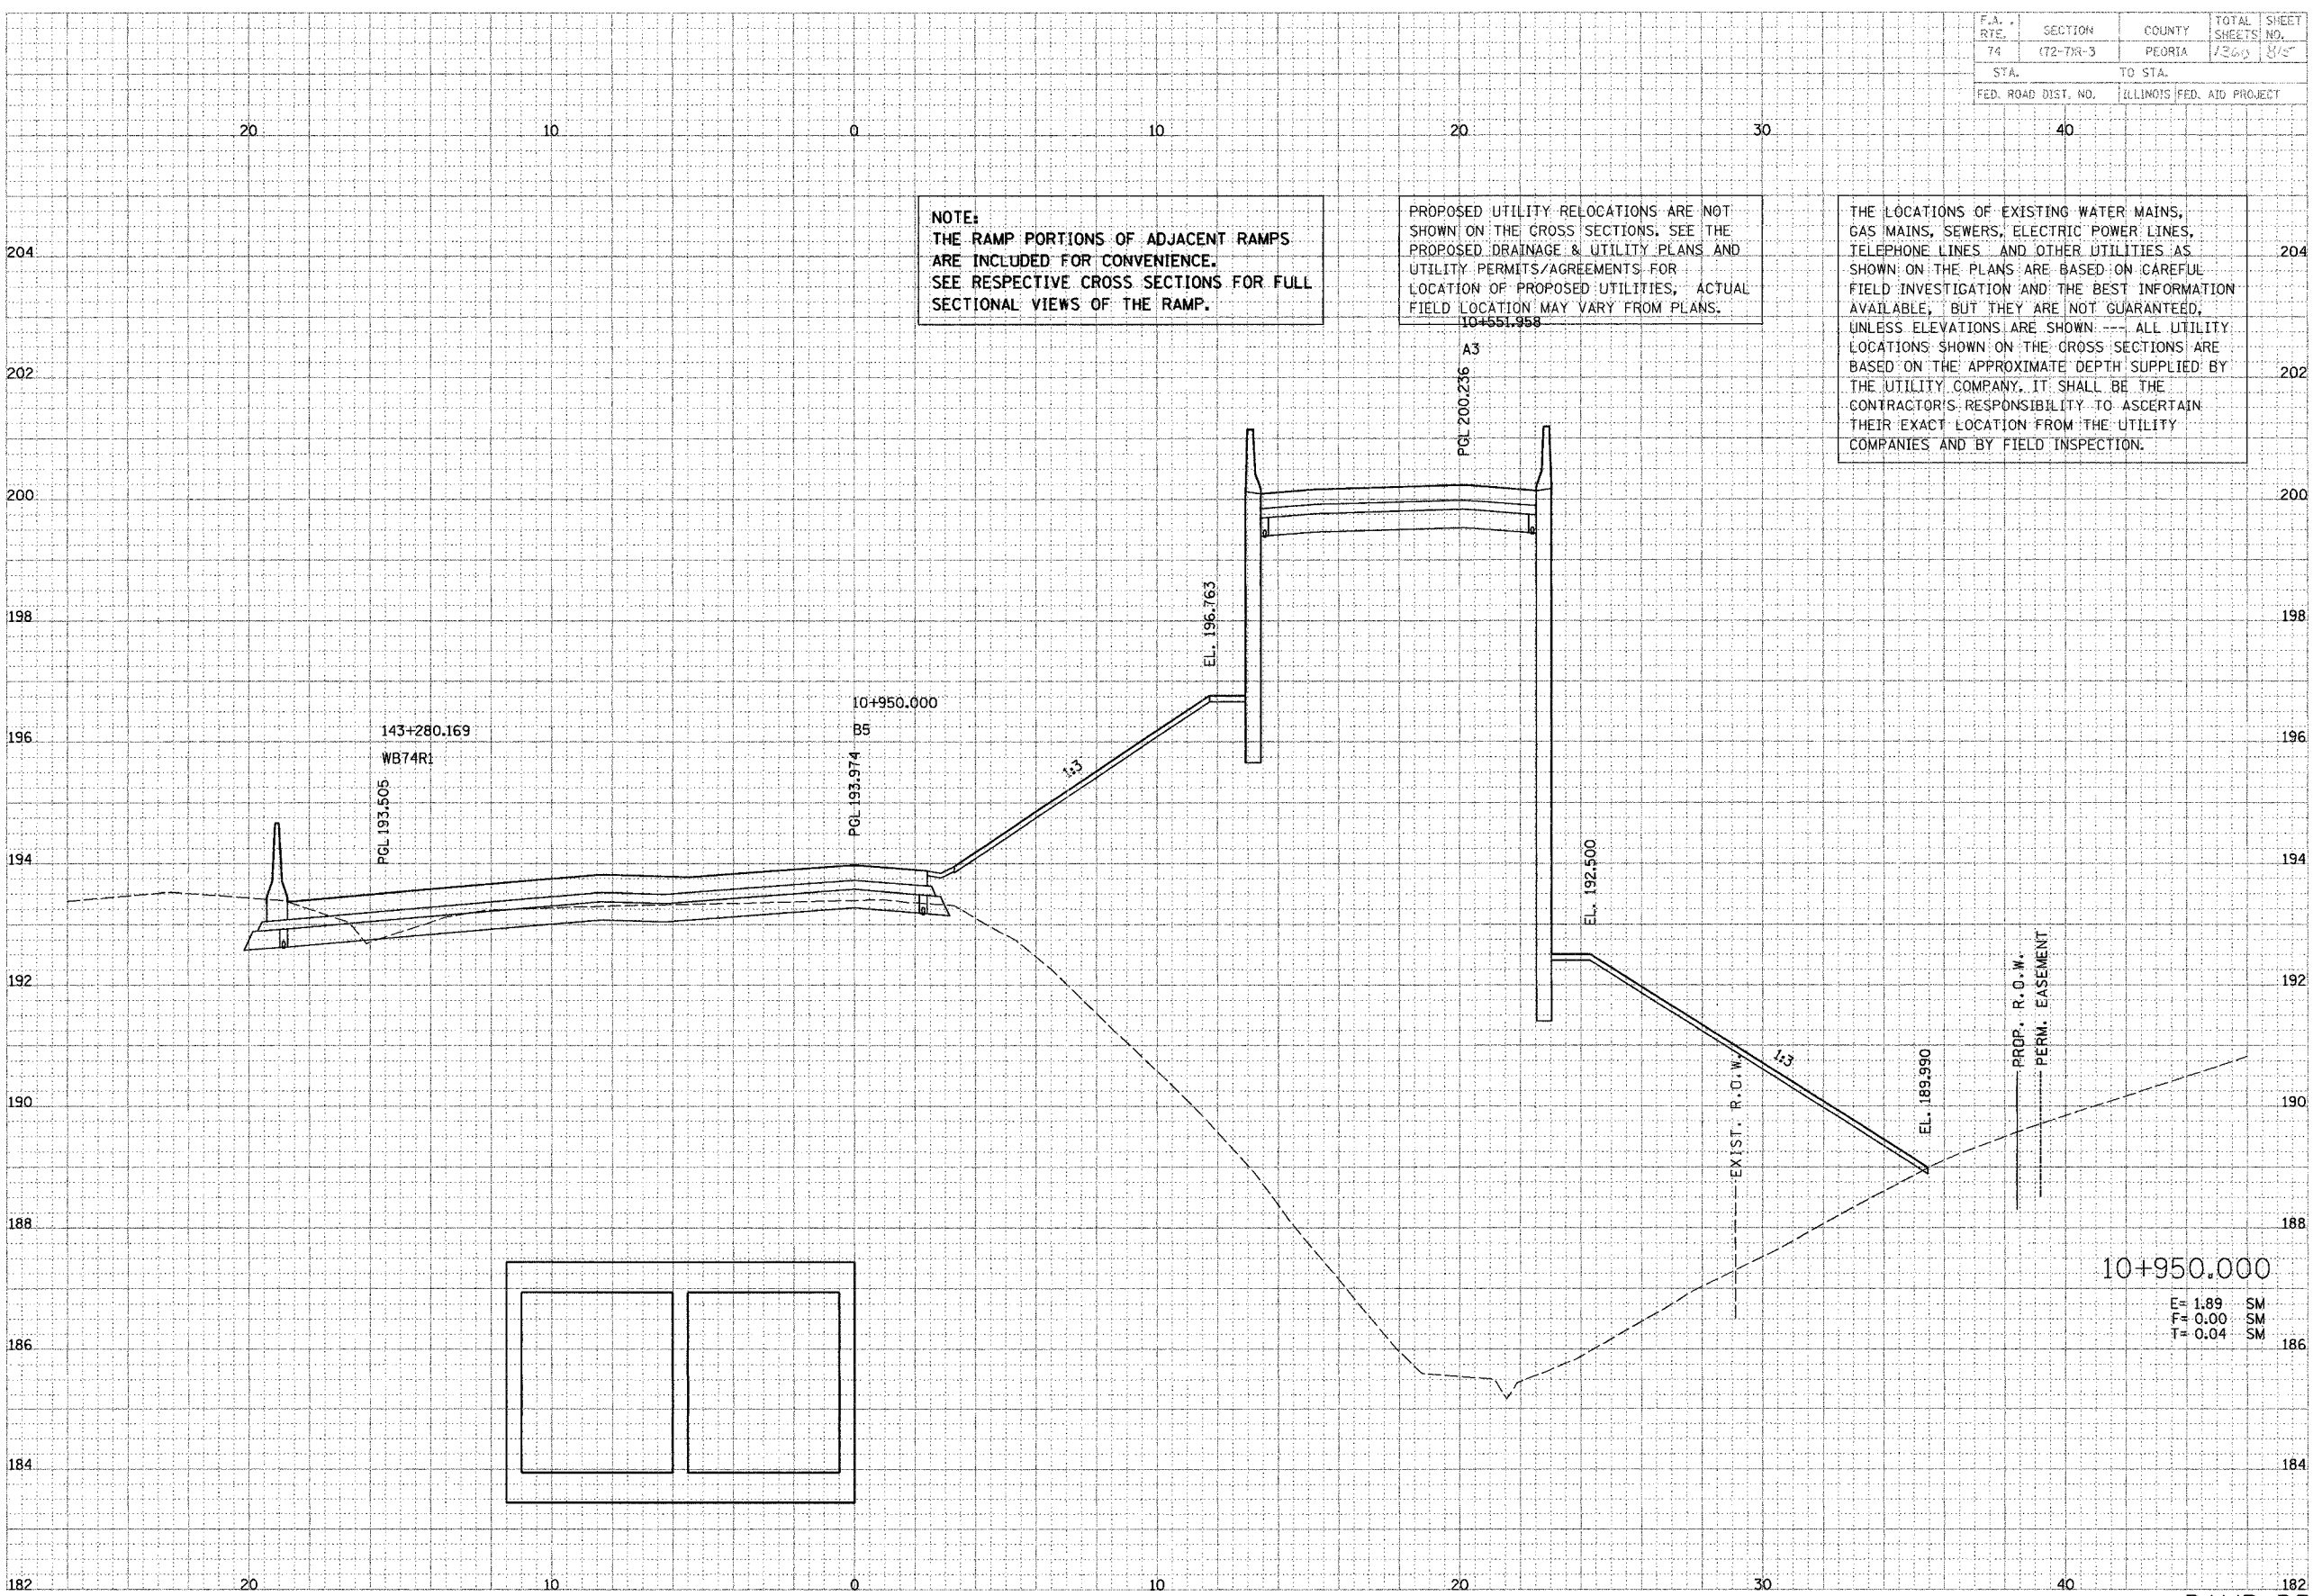 F.A. . RTE. SECTION COUNTY TOTAL SHEETS SHEET NO.
74 (72-7)R-3 PEORIA 1360 815
STA. TO STA.
FED. ROAD DIST. NO. ILLINOIS FED. AID PROJECT
20 10 0 10 20 30 40
NOTE:
THE RAMP PORTIONS OF ADJACENT RAMPS
ARE INCLUDED FOR CONVENIENCE.
SEE RESPECTIVE CROSS SECTIONS FOR FULL
SECTIONAL VIEWS OF THE RAMP.
PROPOSED UTILITY RELOCATIONS ARE NOT
SHOWN ON THE CROSS SECTIONS. SEE THE
PROPOSED DRAINAGE & UTILITY PLANS AND
UTILITY PERMITS/AGREEMENTS FOR
LOCATION OF PROPOSED UTILITIES, ACTUAL
FIELD LOCATION MAY VARY FROM PLANS.
THE LOCATIONS OF EXISTING WATER MAINS,
GAS MAINS, SEWERS, ELECTRIC POWER LINES,
TELEPHONE LINES AND OTHER UTILITIES AS
SHOWN ON THE PLANS ARE BASED ON CAREFUL
FIELD INVESTIGATION AND THE BEST INFORMATION
AVAILABLE, BUT THEY ARE NOT GUARANTEED.
UNLESS ELEVATIONS ARE SHOWN --- ALL UTILITY
LOCATIONS SHOWN ON THE CROSS SECTIONS ARE
BASED ON THE APPROXIMATE DEPTH SUPPLIED BY
THE UTILITY COMPANY. IT SHALL BE THE
CONTRACTOR'S RESPONSIBILITY TO ASCERTAIN
THEIR EXACT LOCATION FROM THE UTILITY
COMPANIES AND BY FIELD INSPECTION.
204 204
10+551.958
A3
PGL 200.236
202 202
200 200
EL. 196.763
198 198
10+950.000
B5
PGL 193.974
143+280.169
WB74R1
PGL 193.505
196 196
1:3
194 194
EL. 192.500
192 192
PROP. R.O.W.
PERM. EASEMENT
1:3
EXIST. R.O.W.
EL. 189.990
190 190
188 188
10+950.000
E= 1.89 SM
F= 0.00 SM
T= 0.04 SM
186 186
184 184
182 20 10 0 10 20 30 40 182